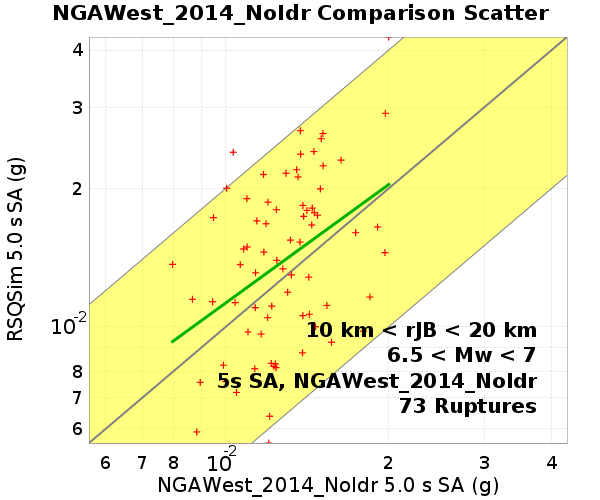 NGAWest_2014_NoIdr Comparison Scatter
4
3
2
10-2
8
7
6
RSQSim 5.0 s SA (g)
10 km < rJB < 20 km
6.5 < Mw < 7
5s SA, NGAWest_2014_NoIdr
73 Ruptures
6 7 8 10-2 2 3 4
NGAWest_2014_NoIdr 5.0 s SA (g)